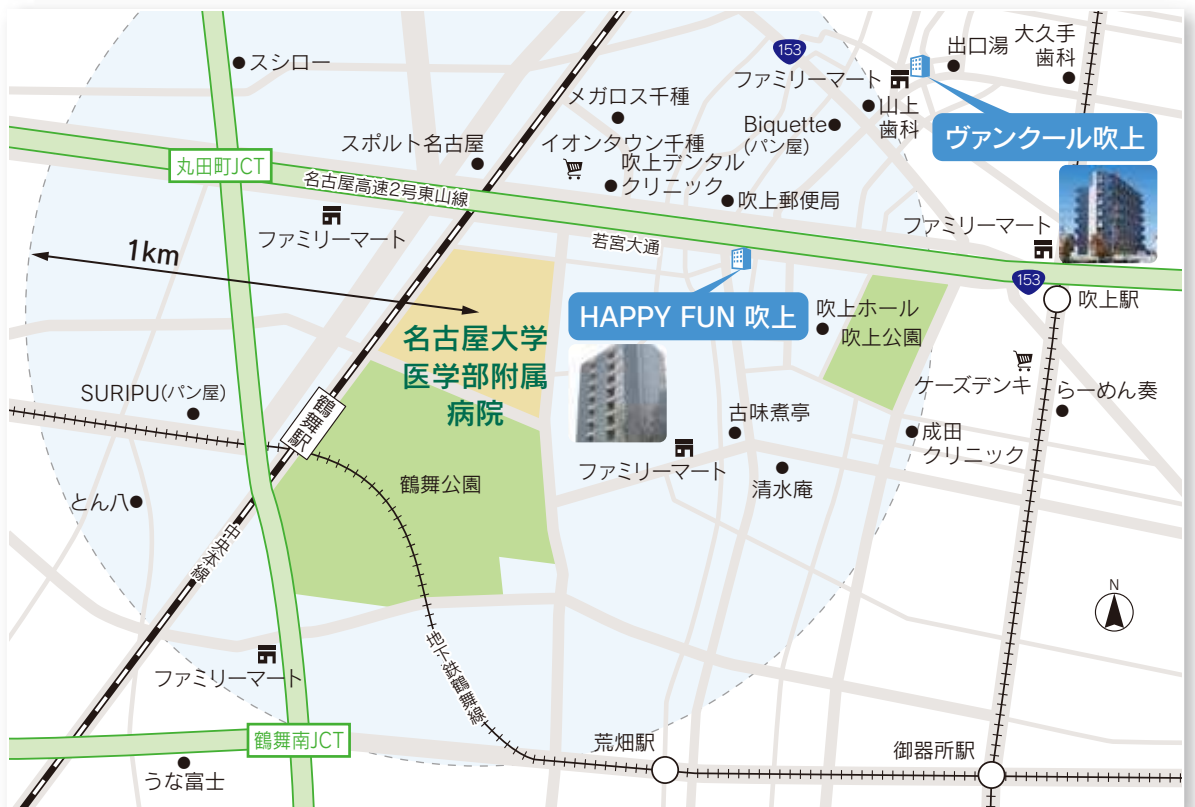 153
出口湯
大久手
歯科
スシロー
ファミリーマート
山上
歯科
メガロス千種
Biquette
(パン屋)
ヴァンクール吹上
スポルト名古屋
イオンタウン千種
丸田町JCT
吹上デンタル
クリニック
名古屋高速2号東山線
吹上郵便局
ファミリーマート
ファミリーマート
若宮大通
1km
153
吹上駅
HAPPY FUN 吹上
吹上ホール
吹上公園
名古屋大学
医学部附属
病院
ケーズデンキ
SURIPU(パン屋)
らーめん奏
鶴舞駅
古味煮亭
成田
クリニック
ファミリーマート
鶴舞公園
清水庵
とん八
中央本線
N
地下鉄鶴舞線
ファミリーマート
鶴舞南JCT
荒畑駅
御器所駅
うな富士